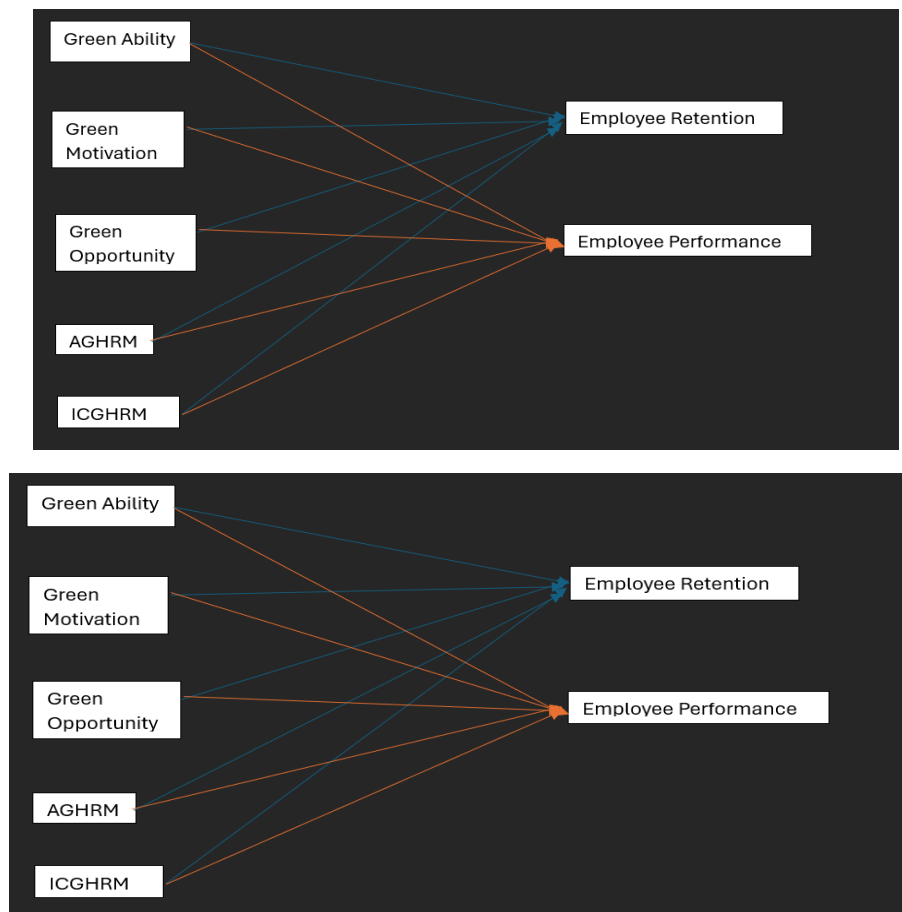 Green Ability
Employee Retention
Green
Motivation
Green
Opportunity
Employee Performance
AGHRM
ICGHRM
Green Ability
Employee Retention
Green
Motivation
Green
Opportunity
Employee Performance
AGHRM
ICGHRM